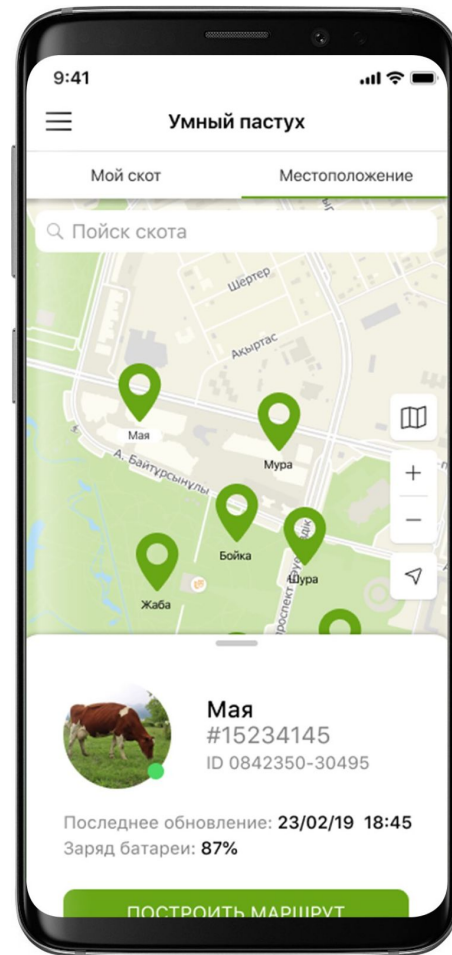 9:41
Умный пастух
Мой скот
Местоположение
Пойск скота
Шертер
Ақыртас
Мая
Мура
А. Байтұрсынұлы
Бойка
Шура
Жаба
Мая
#15234145
ID 0842350-30495
Последнее обновление: 23/02/19 18:45
Заряд батареи: 87%
ПОСТРОИТЬ МАРШРУТ